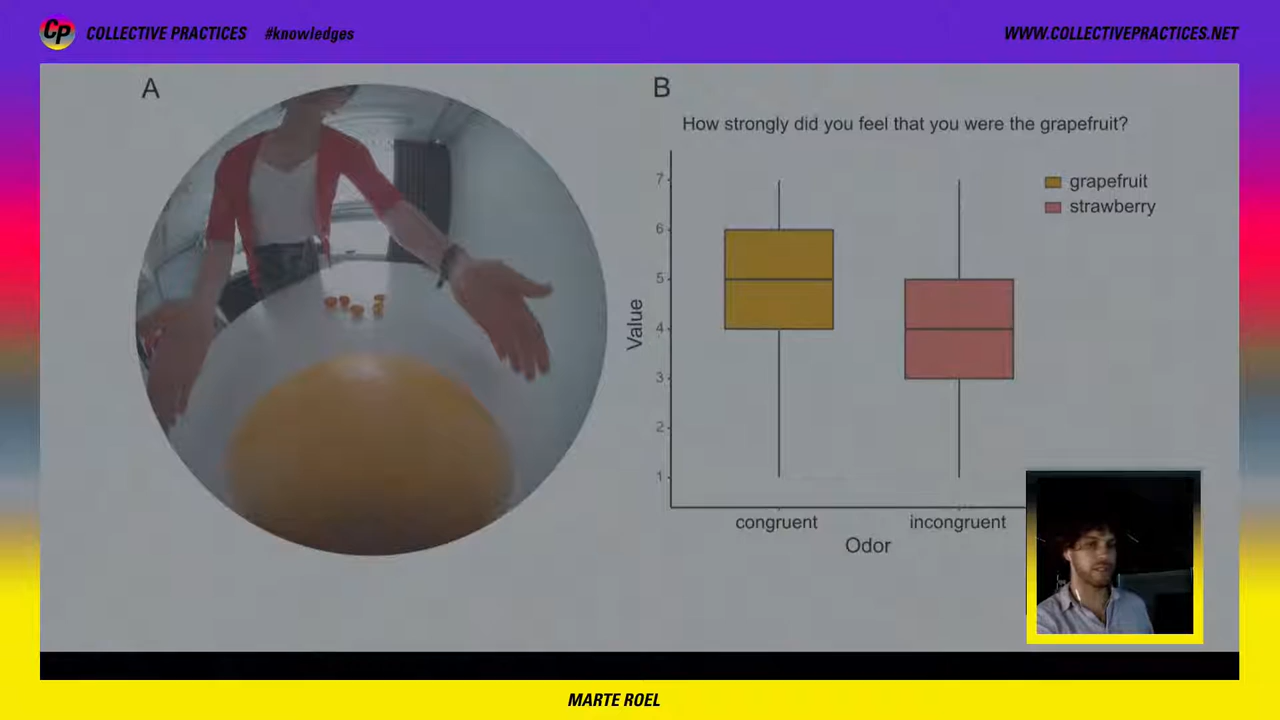 CP COLLECTIVE PRACTICES #knowledges
WWW.COLLECTIVEPRACTICES.NET
A
B
How strongly did you feel that you were the grapefruit?
grapefruit
strawberry
Value
7
6
5
4
3
2
1
congruent
incongruent
Odor
MARTE ROEL